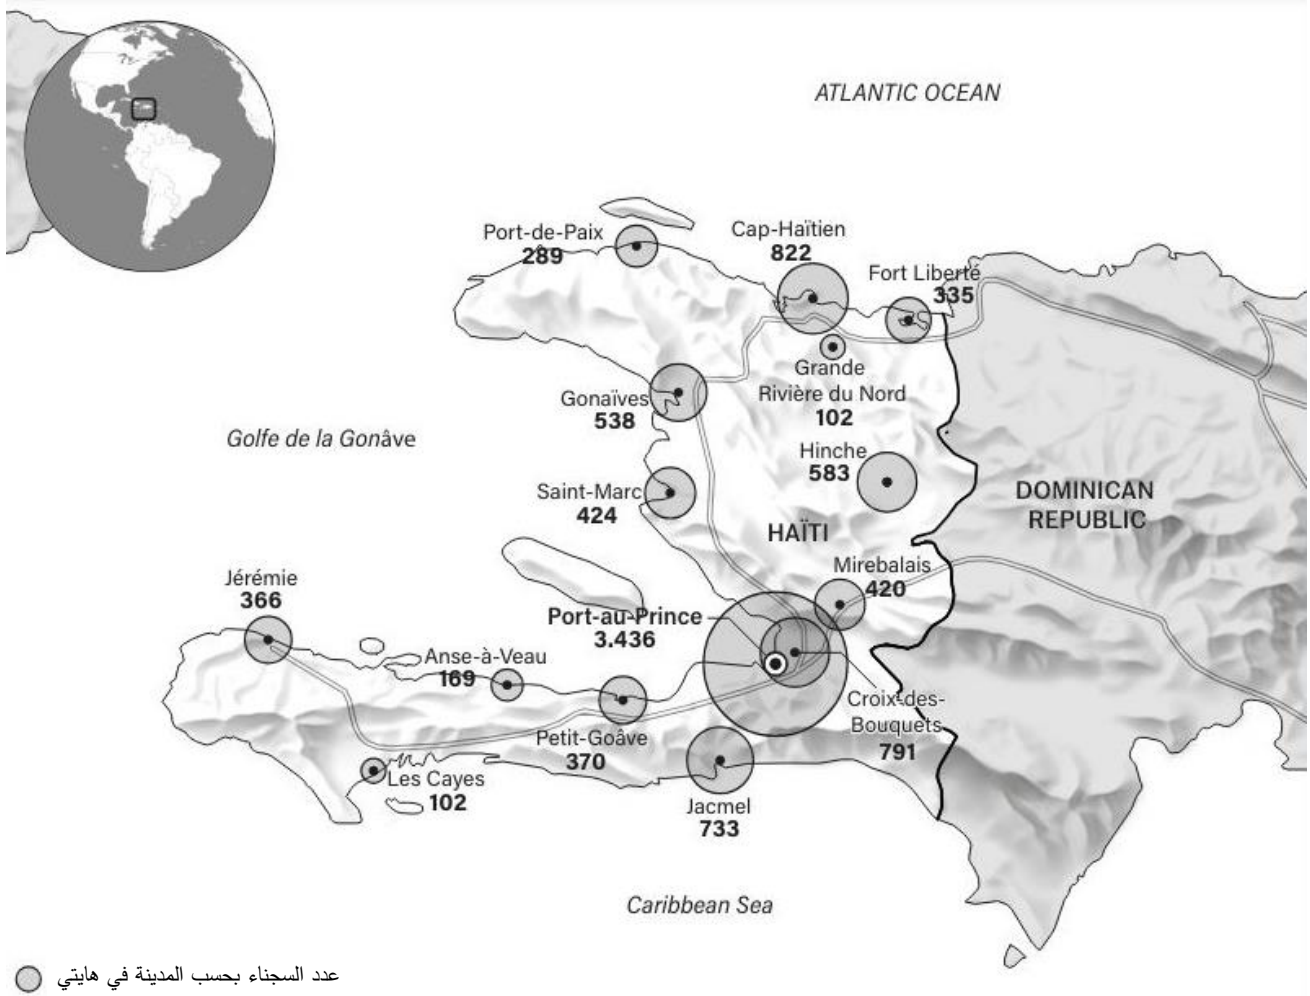 ATLANTIC OCEAN
Port-de-Paix
289
Cap-Haïtien
822
Fort Liberté
335
Grande
Rivière du Nord
102
Gonaïves
538
Golfe de la Gonâve
Hinche
583
Saint-Marc
424
DOMINICAN
REPUBLIC
HAÏTI
Mirebalais
420
Jérémie
366
Port-au-Prince
3.436
Anse-à-Veau
169
Croix-des-
Bouquets
791
Petit-Goâve
370
Les Cayes
102
Jacmel
733
Caribbean Sea
عدد السجناء بحسب المدينة في هايتي